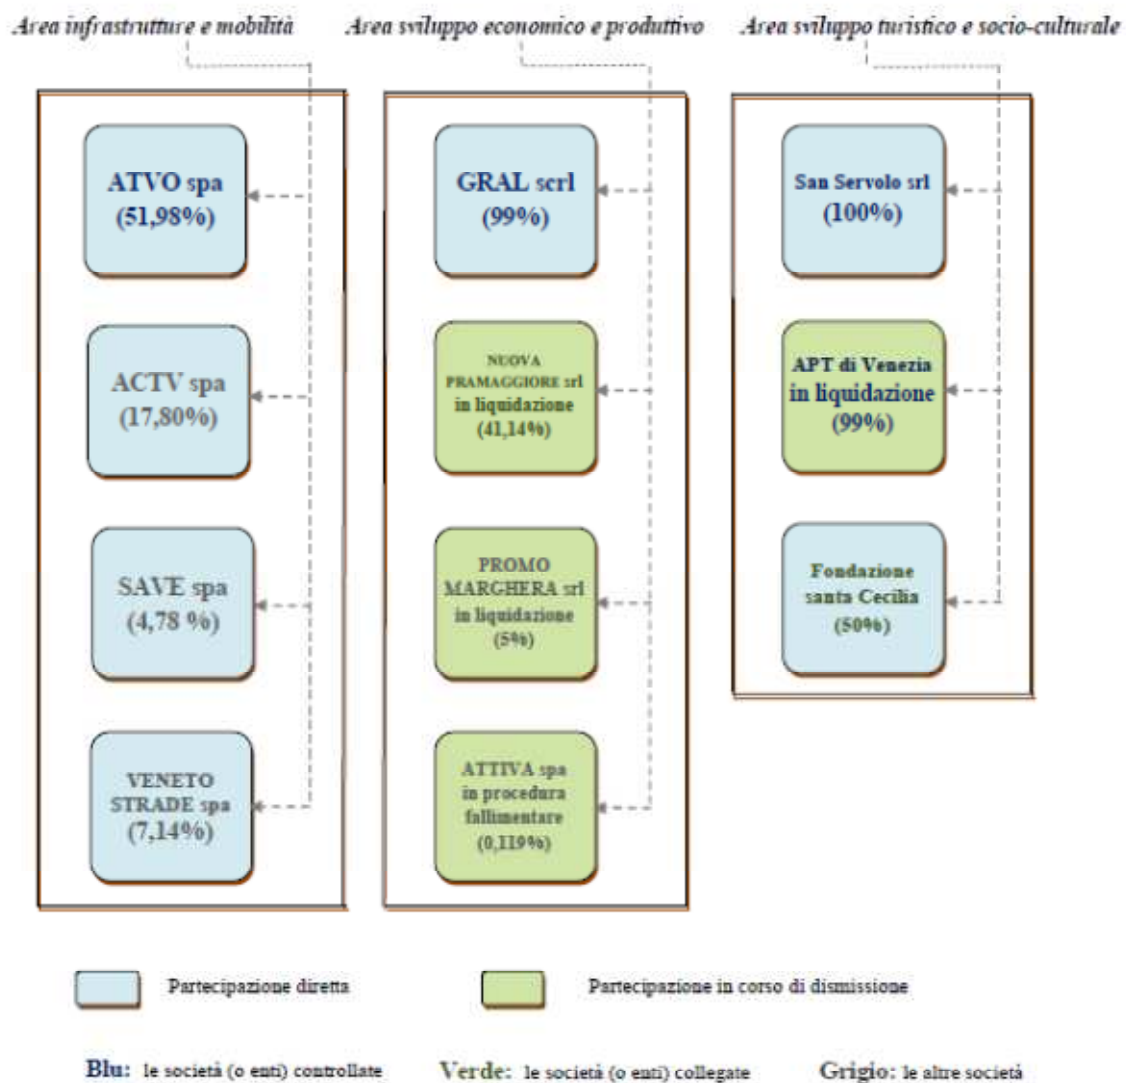 Area infrastrutture e mobilità
ATVO spa
(51,98%)
ACTV spa
(17,80%)
SAVE spa
(4,78 %)
VENETO
STRADE spa
(7,14%)
Area sviluppo economico e produttivo
GRAL scrl
(99%)
NUOVA
PRAMAGGIORE srl
in liquidazione
(41,14%)
PROMO
MARGHERA srl
in liquidazione
(5%)
ATTIVA spa
in procedura
fallimentare
(0,119%)
Area sviluppo turistico e socio-culturale
San Servolo srl
(100%)
APT di Venezia
in liquidazione
(99%)
Fondazione
santa Cecilia
(50%)
Partecipazione diretta
Partecipazione in corso di dismissione
Blu: le società (o enti) controllate
Verde: le società (o enti) collegate
Grigio: le altre società